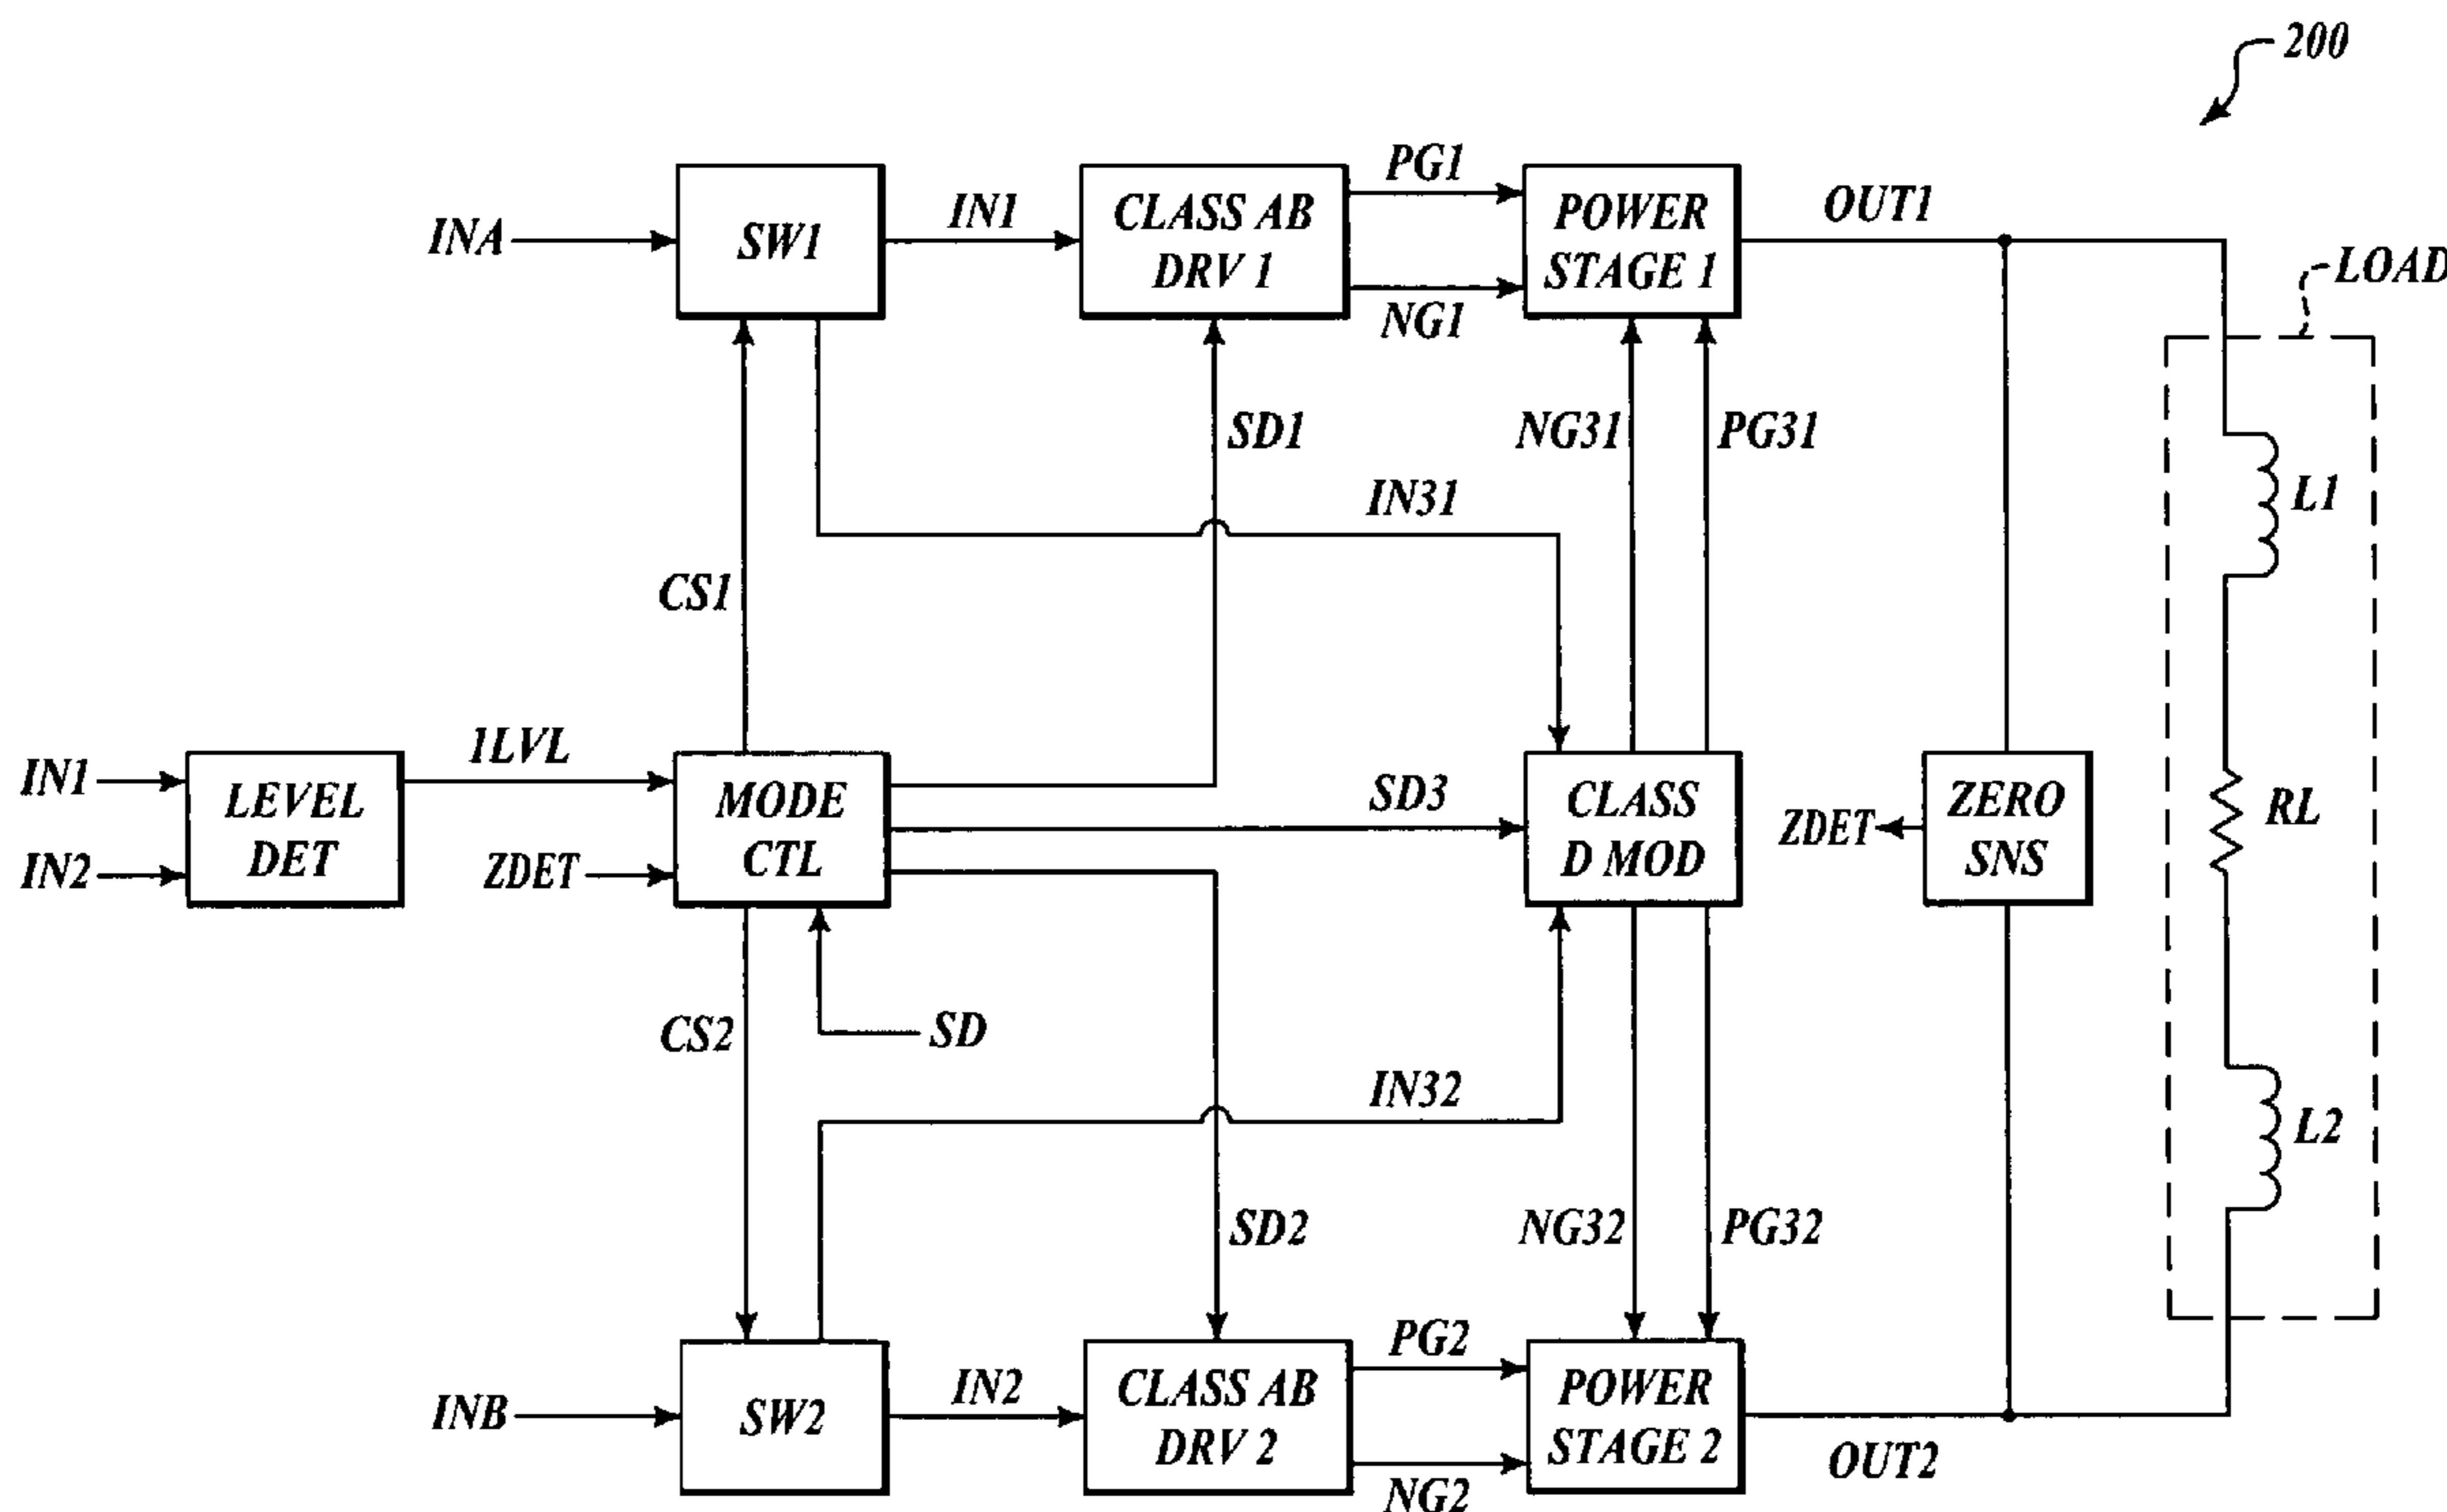 200
PG1
INA
SW1
IN1
CLASS AB
DRV 1
POWER
STAGE 1
OUT1
NG1
LOAD
SD1
NG31
PG31
IN31
L1
CS1
IN1
IN2
LEVEL
DET
ILVL
ZDET
MODE
CTL
SD3
CLASS
D MOD
ZDET
ZERO
SNS
RL
CS2
SD
IN32
L2
SD2
NG32
PG32
PG2
INB
SW2
IN2
CLASS AB
DRV 2
POWER
STAGE 2
OUT2
NG2